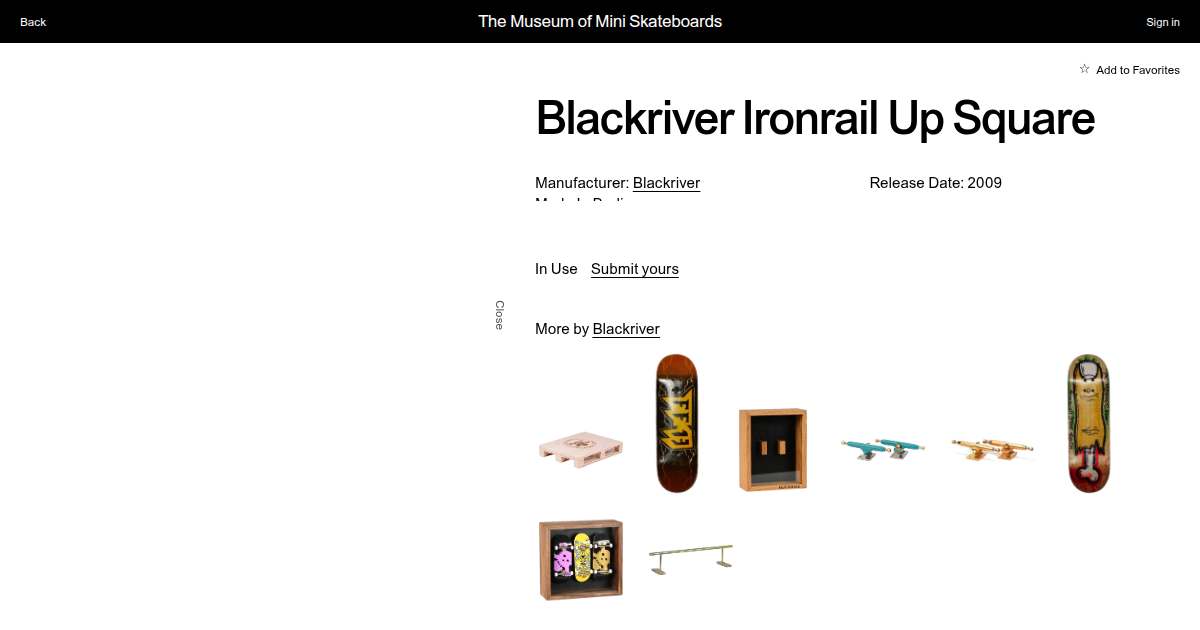 Back
The Museum of Mini Skateboards
Sign in
☆ Add to Favorites
Blackriver Ironrail Up Square
Manufacturer: Blackriver
Release Date: 2009
In Use
Submit yours
Close
More by Blackriver